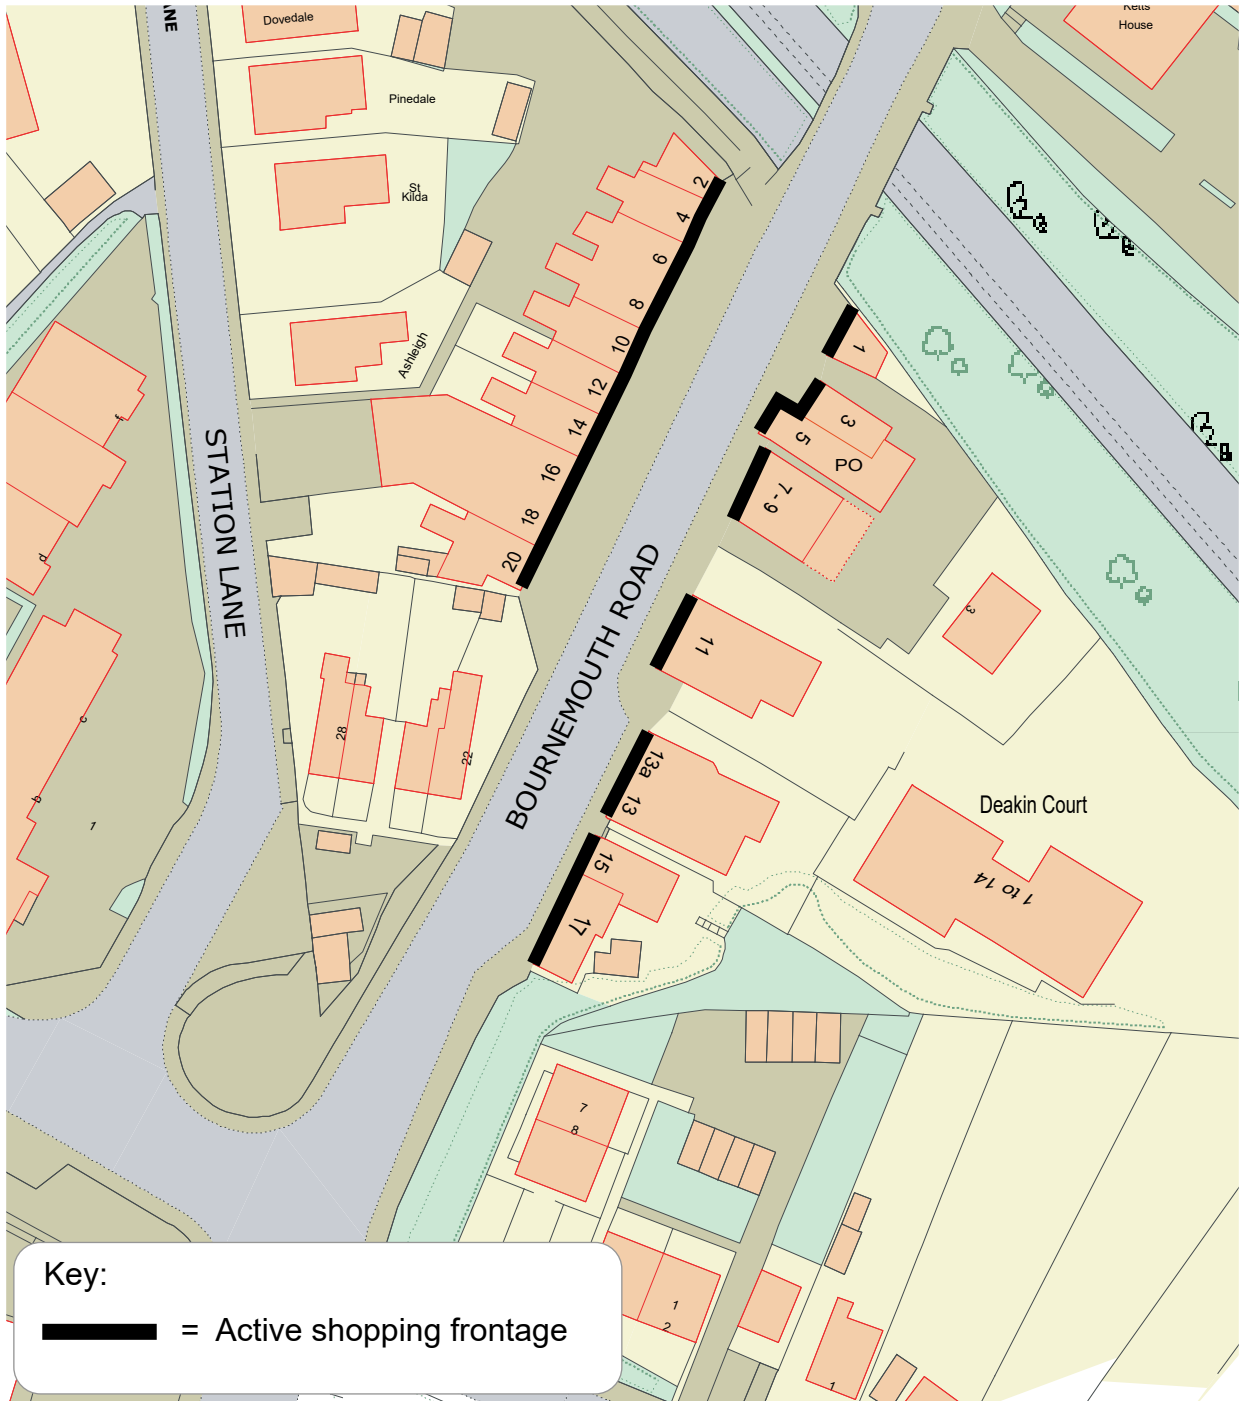 ANE
Dovedale
Ketts
House
Pinedale
St
Kilda
Ashleigh
2
4
6
8
10
12
14
16
18
20
1
3
5
PO
7 - 9
3
11
13a
13
15
17
f
d
c
b
1
STATION LANE
BOURNEMOUTH ROAD
28
22
Deakin Court
1 to 14
7
8
1
2
1
Key:
= Active shopping frontage